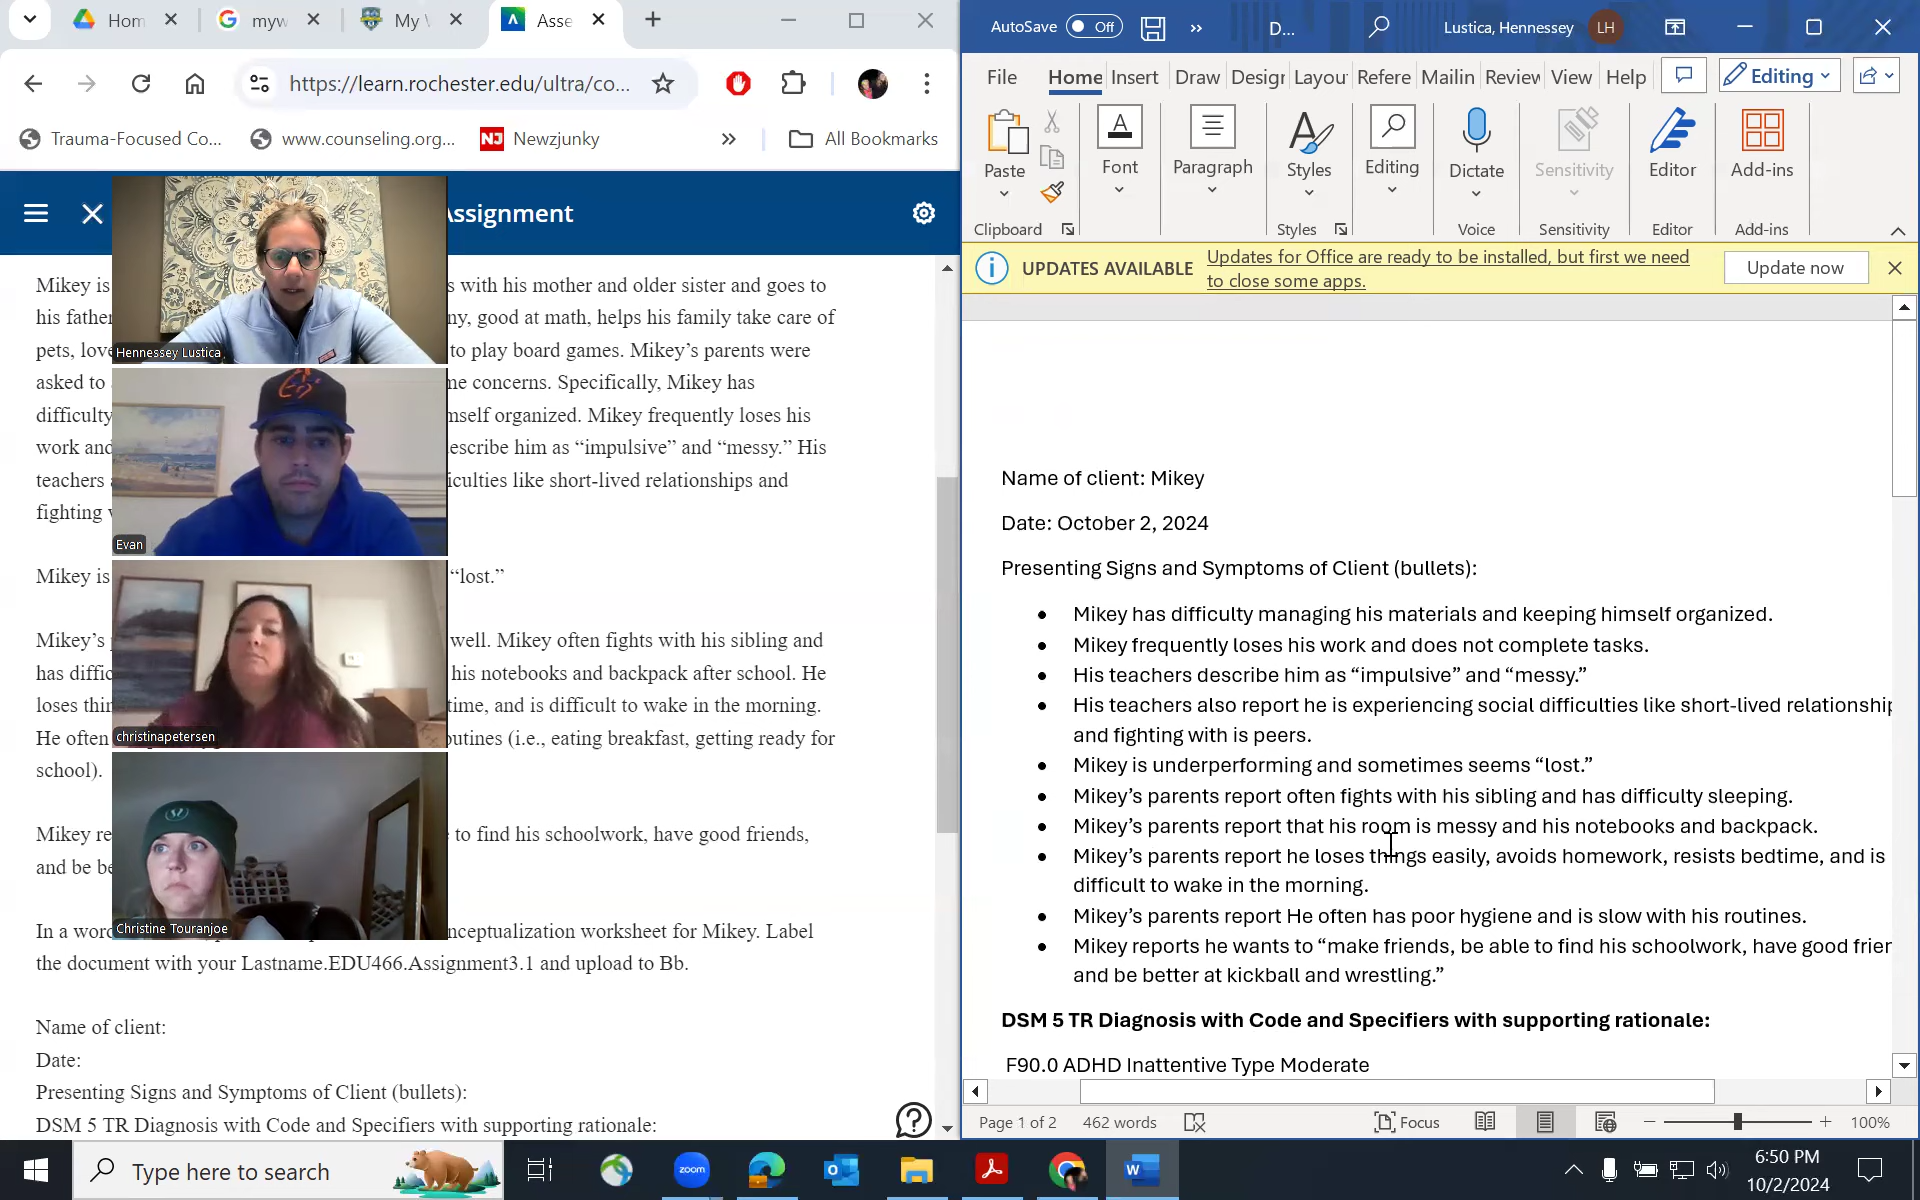 Hom
myw
My
Asse
https://learn.rochester.edu/ultra/co...
Trauma-Focused Co...
www.counseling.org...
NJ
Newzjunky
»
All Bookmarks
Assignment
Mikey is
s with his mother and older sister and goes to
his father
ny, good at math, helps his family take care of
pets, love
to play board games. Mikey’s parents were
asked to
ne concerns. Specifically, Mikey has
difficulty
mself organized. Mikey frequently loses his
work and
escribe him as “impulsive” and “messy.” His
teachers
iculties like short-lived relationships and
fighting
Mikey is
“lost.”
Mikey’s
well. Mikey often fights with his sibling and
has diffic
his notebooks and backpack after school. He
loses thin
time, and is difficult to wake in the morning.
He often
outines (i.e., eating breakfast, getting ready for
school).
Mikey re
to find his schoolwork, have good friends,
and be be
In a word
nceptualization worksheet for Mikey. Label
the document with your Lastname.EDU466.Assignment3.1 and upload to Bb.
Name of client:
Date:
Presenting Signs and Symptoms of Client (bullets):
DSM 5 TR Diagnosis with Code and Specifiers with supporting rationale:
Hennessey Lustica
Evan
christinapetersen
Christine Touranjoe
AutoSave Off
»
D...
Lustica, Hennessey
LH
File Home Insert Draw Design Layou Refere Mailin Review View Help
Editing
Paste
Font
Paragraph
Styles
Editing
Dictate
Sensitivity
Editor
Add-ins
Clipboard
Styles
Voice
Sensitivity
Editor
Add-ins
UPDATES AVAILABLE
Updates for Office are ready to be installed, but first we need
to close some apps.
Update now
Name of client: Mikey
Date: October 2, 2024
Presenting Signs and Symptoms of Client (bullets):
• Mikey has difficulty managing his materials and keeping himself organized.
• Mikey frequently loses his work and does not complete tasks.
• His teachers describe him as “impulsive” and “messy.”
• His teachers also report he is experiencing social difficulties like short-lived relationship
and fighting with is peers.
• Mikey is underperforming and sometimes seems “lost.”
• Mikey’s parents report often fights with his sibling and has difficulty sleeping.
• Mikey’s parents report that his room is messy and his notebooks and backpack.
• Mikey’s parents report he loses things easily, avoids homework, resists bedtime, and is
difficult to wake in the morning.
• Mikey’s parents report He often has poor hygiene and is slow with his routines.
• Mikey reports he wants to “make friends, be able to find his schoolwork, have good frien
and be better at kickball and wrestling.”
DSM 5 TR Diagnosis with Code and Specifiers with supporting rationale:
F90.0 ADHD Inattentive Type Moderate
Page 1 of 2
462 words
Focus
100%
Type here to search
zoom
6:50 PM
10/2/2024